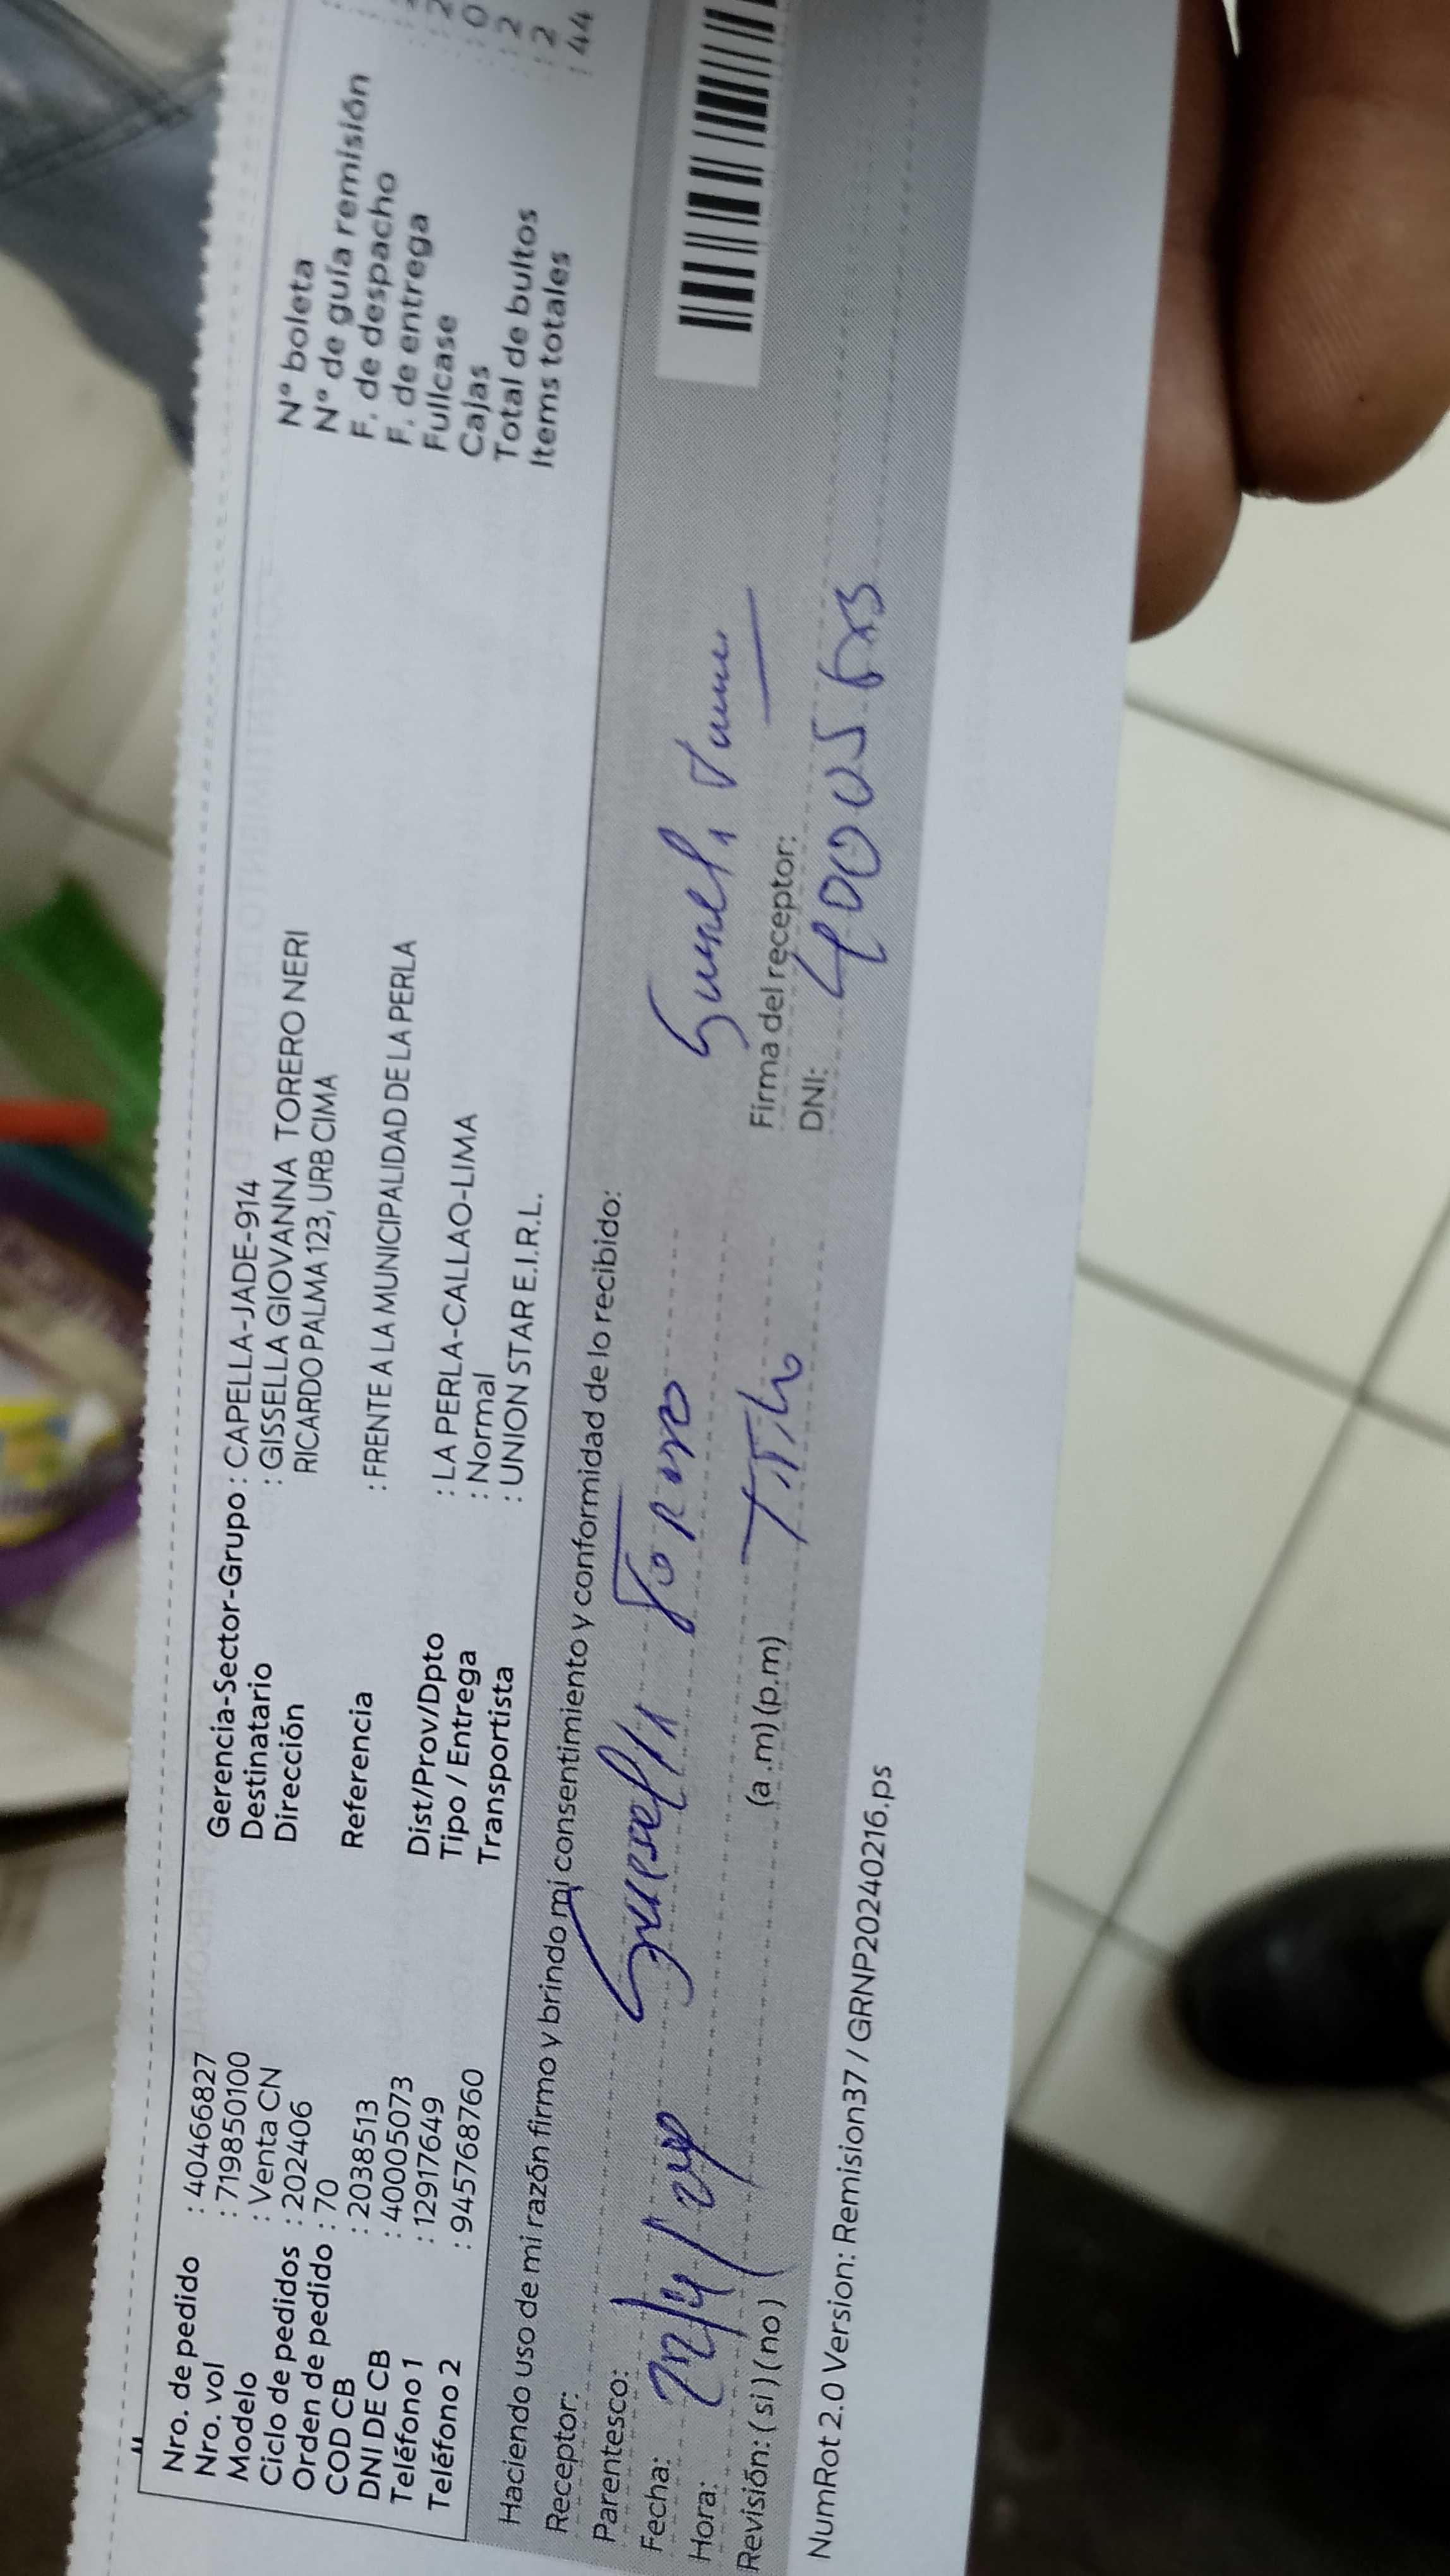 Nro. de pedido : 40466827
Nro. vol : 719850100
Modelo : Venta CN
Ciclo de pedidos : 202406
Orden de pedido : 70
COD CB : 2038513
DNI DE CB : 40005073
Teléfono 1 : 12917649
Teléfono 2 : 945768760
Gerencia-Sector-Grupo : CAPELLA-JADE-914
Destinatario : GISSELLA GIOVANNA TORERO NERI
Dirección RICARDO PALMA 123, URB CIMA
Referencia : FRENTE A LA MUNICIPALIDAD DE LA PERLA
Dist/Prov/Dpto : LA PERLA-CALLAO-LIMA
Tipo / Entrega : Normal
Transportista : UNION STAR E.I.R.L.
N° boleta
N° de guía remisión
F. de despacho
F. de entrega
Fullcase : 0
Cajas : 2
Total de bultos : 2
Items totales : 44
Haciendo uso de mi razón firmo y brindo mi consentimiento y conformidad de lo recibido:
Receptor:
Parentesco: Torero
Fecha:
Hora: (a.m) (p.m)
Revisión: (si) (no)
Firma del receptor:
DNI:
NumRot 2.0 Version: Remision37 / GRNP20240216.ps